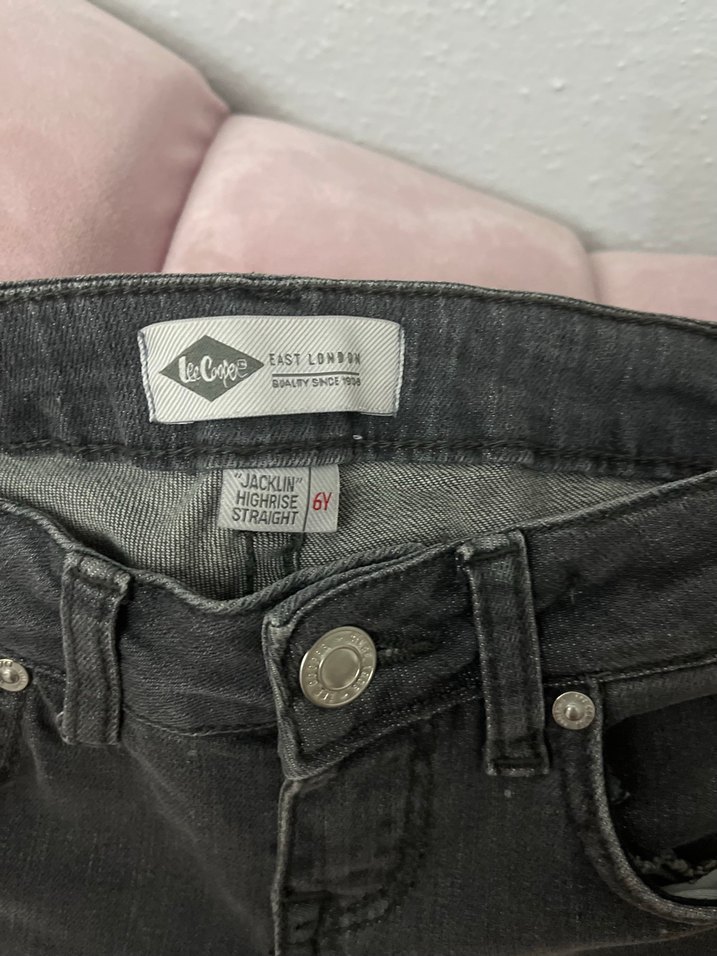 Lee Cooper
EAST LONDON
QUALITY SINCE 1908
"JACKLIN"
HIGHRISE
STRAIGHT
6Y